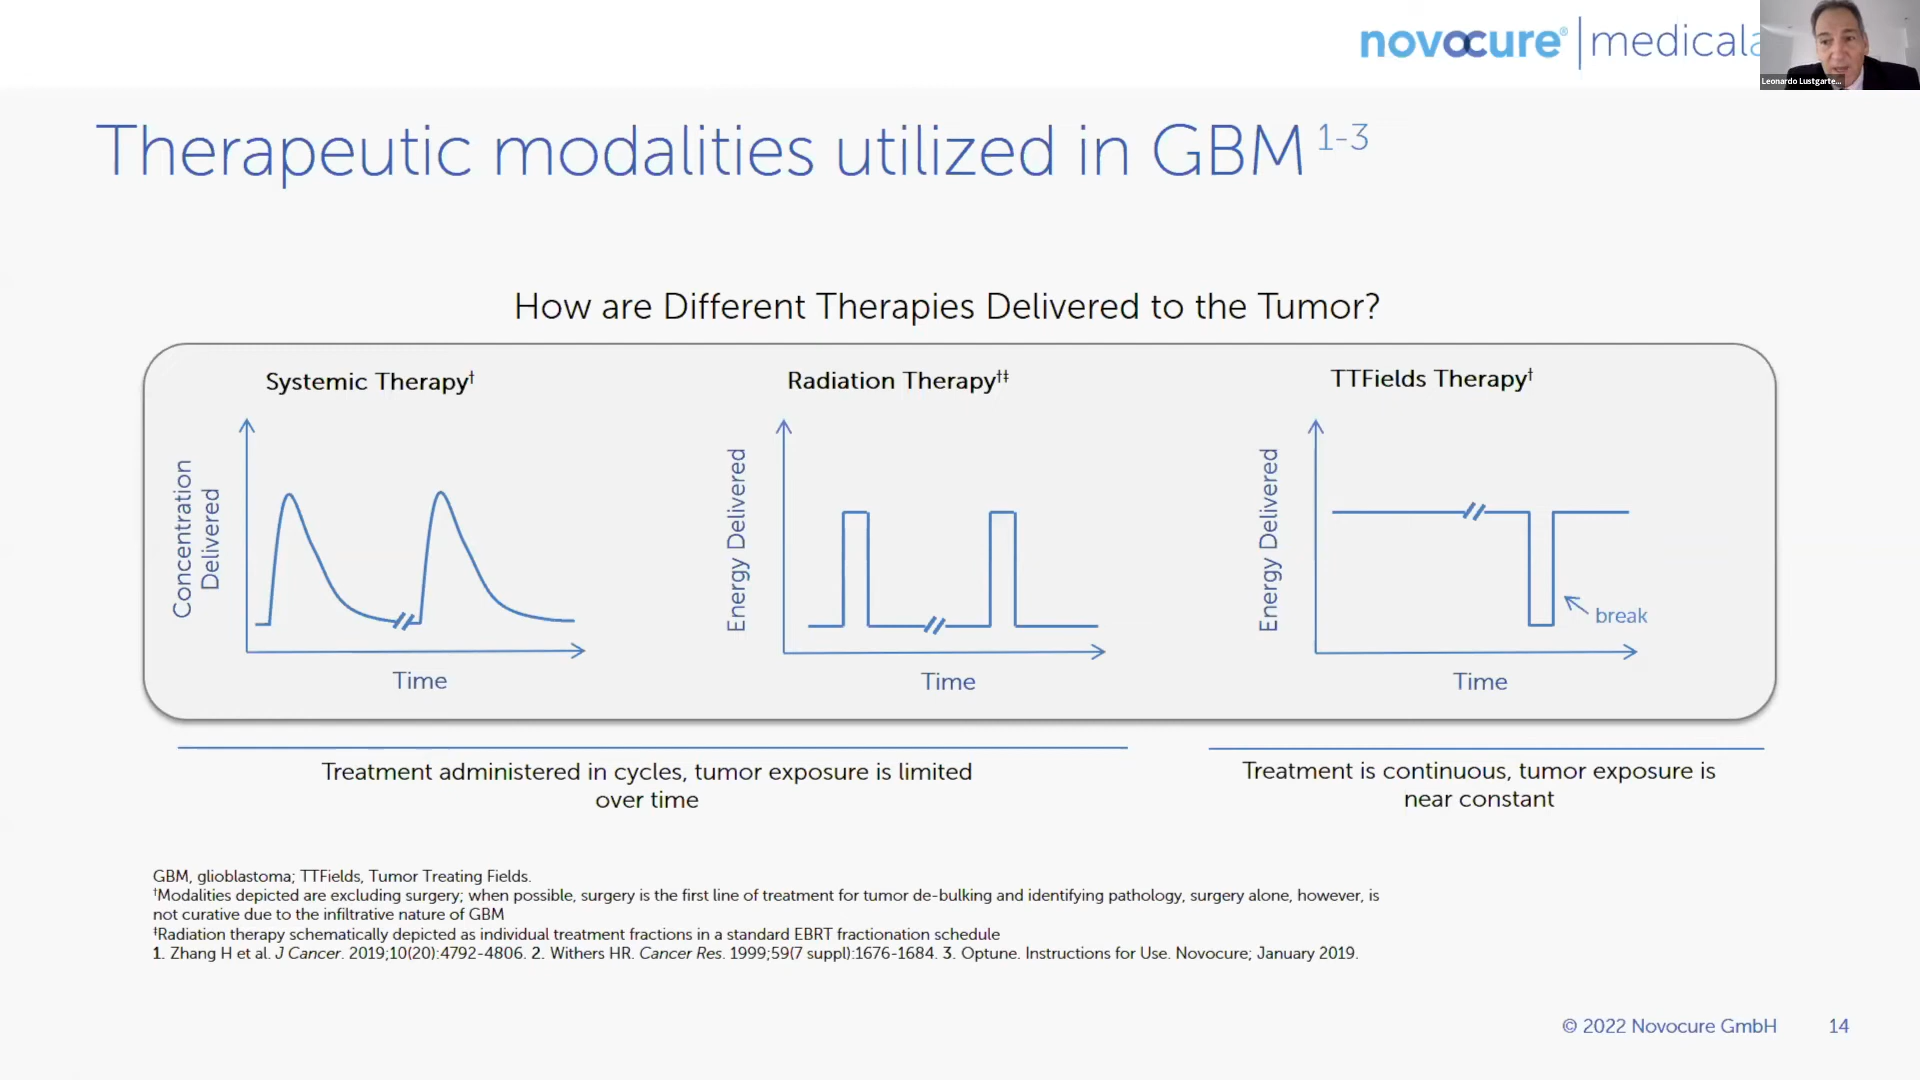 novocure® | medical
Leonardo Lustgarte...
Therapeutic modalities utilized in GBM 1-3
How are Different Therapies Delivered to the Tumor?
Systemic Therapy†
Concentration
Delivered
Time
Radiation Therapy†‡
Energy Delivered
Time
TTFields Therapy†
Energy Delivered
break
Time
Treatment administered in cycles, tumor exposure is limited
over time
Treatment is continuous, tumor exposure is
near constant
GBM, glioblastoma; TTFields, Tumor Treating Fields.
†Modalities depicted are excluding surgery; when possible, surgery is the first line of treatment for tumor de-bulking and identifying pathology, surgery alone, however, is
not curative due to the infiltrative nature of GBM
‡Radiation therapy schematically depicted as individual treatment fractions in a standard EBRT fractionation schedule
1. Zhang H et al. J Cancer. 2019;10(20):4792-4806. 2. Withers HR. Cancer Res. 1999;59(7 suppl):1676-1684. 3. Optune. Instructions for Use. Novocure; January 2019.
© 2022 Novocure GmbH 14